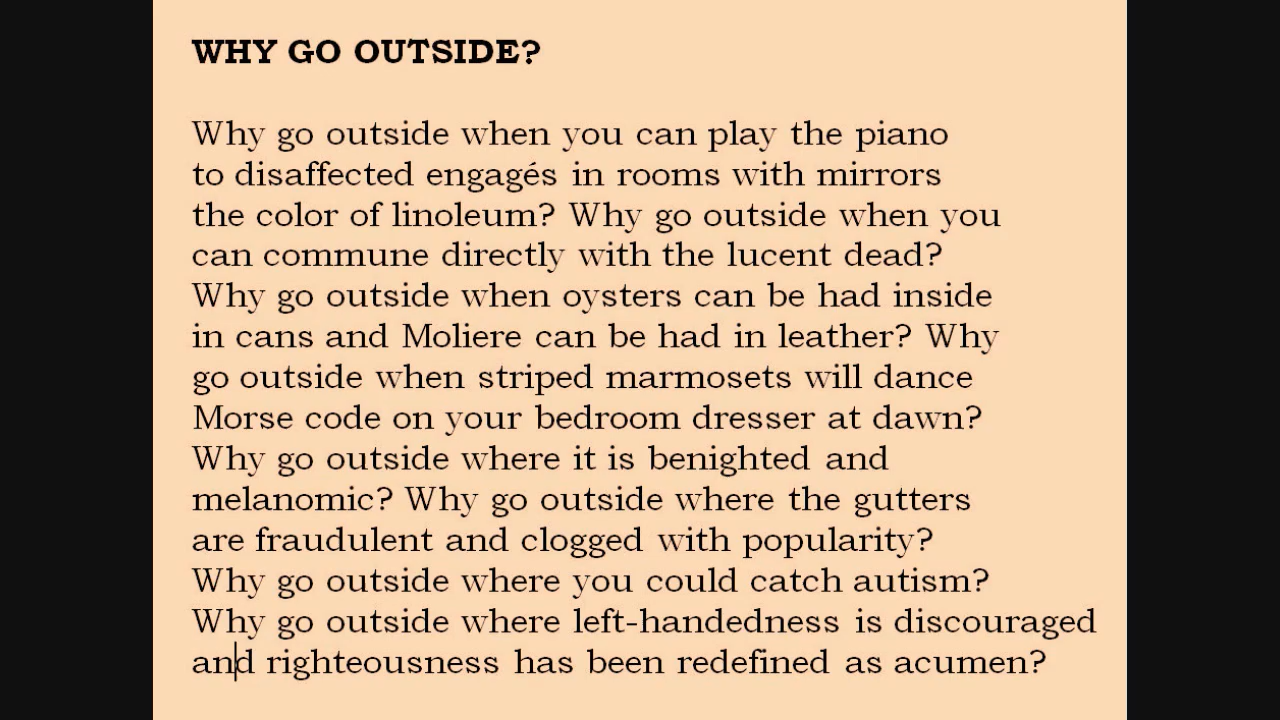 WHY GO OUTSIDE?
Why go outside when you can play the piano
to disaffected engagés in rooms with mirrors
the color of linoleum? Why go outside when you
can commune directly with the lucent dead?
Why go outside when oysters can be had inside
in cans and Moliere can be had in leather? Why
go outside when striped marmosets will dance
Morse code on your bedroom dresser at dawn?
Why go outside where it is benighted and
melanomic? Why go outside where the gutters
are fraudulent and clogged with popularity?
Why go outside where you could catch autism?
Why go outside where left-handedness is discouraged
and righteousness has been redefined as acumen?